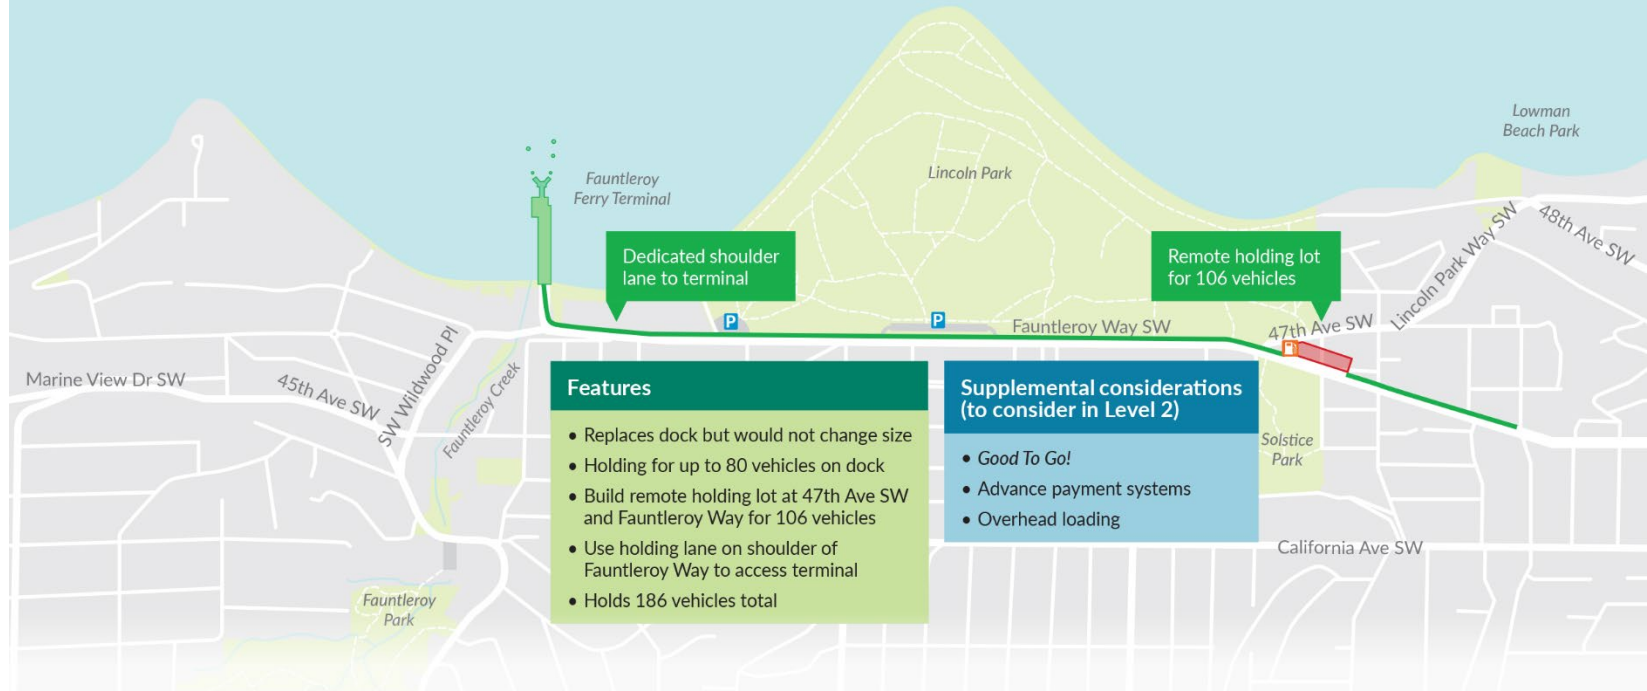 Lowman
Beach Park
Lincoln Park
Fauntleroy
Ferry Terminal
48th Ave SW
Lincoln Park Way SW
Dedicated shoulder
lane to terminal
Remote holding lot
for 106 vehicles
P
P
Fauntleroy Way SW
47th Ave SW
SW Wildwood Pl
Marine View Dr SW
45th Ave SW
Fauntleroy Creek
Features
• Replaces dock but would not change size
• Holding for up to 80 vehicles on dock
• Build remote holding lot at 47th Ave SW
and Fauntleroy Way for 106 vehicles
• Use holding lane on shoulder of
Fauntleroy Way to access terminal
• Holds 186 vehicles total
Supplemental considerations
(to consider in Level 2)
• Good To Go!
• Advance payment systems
• Overhead loading
Solstice
Park
California Ave SW
Fauntleroy
Park